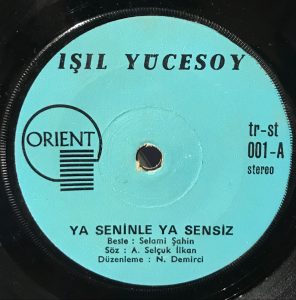 IŞIL YÜCESOY
ORIENT
tr-st
001-A
stereo
YA SENİNLE YA SENSİZ
Beste : Selami Şahin
Söz : A. Selçuk İlkan
Düzenleme : N. Demirci